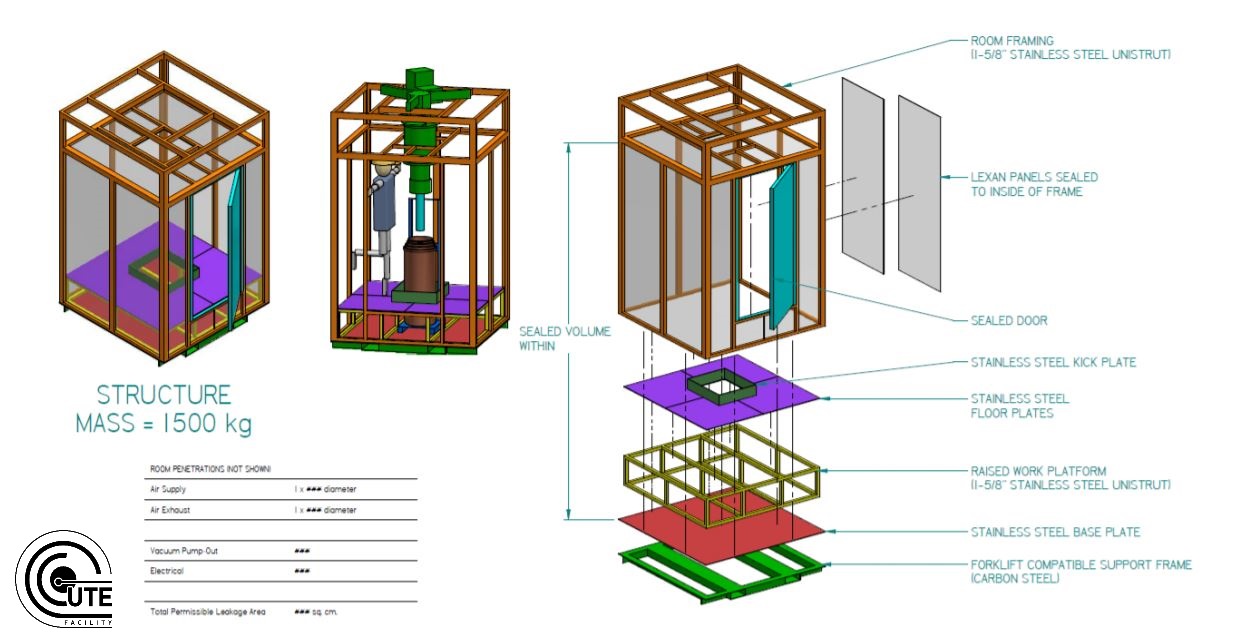 ROOM FRAMING
(1-5/8" STAINLESS STEEL UNISTRUT)
LEXAN PANELS SEALED
TO INSIDE OF FRAME
SEALED DOOR
SEALED VOLUME
WITHIN
STAINLESS STEEL KICK PLATE
STAINLESS STEEL
FLOOR PLATES
RAISED WORK PLATFORM
(1-5/8" STAINLESS STEEL UNISTRUT)
STAINLESS STEEL BASE PLATE
FORKLIFT COMPATIBLE SUPPORT FRAME
(CARBON STEEL)
STRUCTURE
MASS = 1500 kg
ROOM PENETRATIONS (NOT SHOWN)
Air Supply 1 x ### diameter
Air Exhaust 1 x ### diameter
Vacuum Pump-Out ###
Electrical ###
Total Permissible Leakage Area ### sq. cm.
CUTE
FACILITY